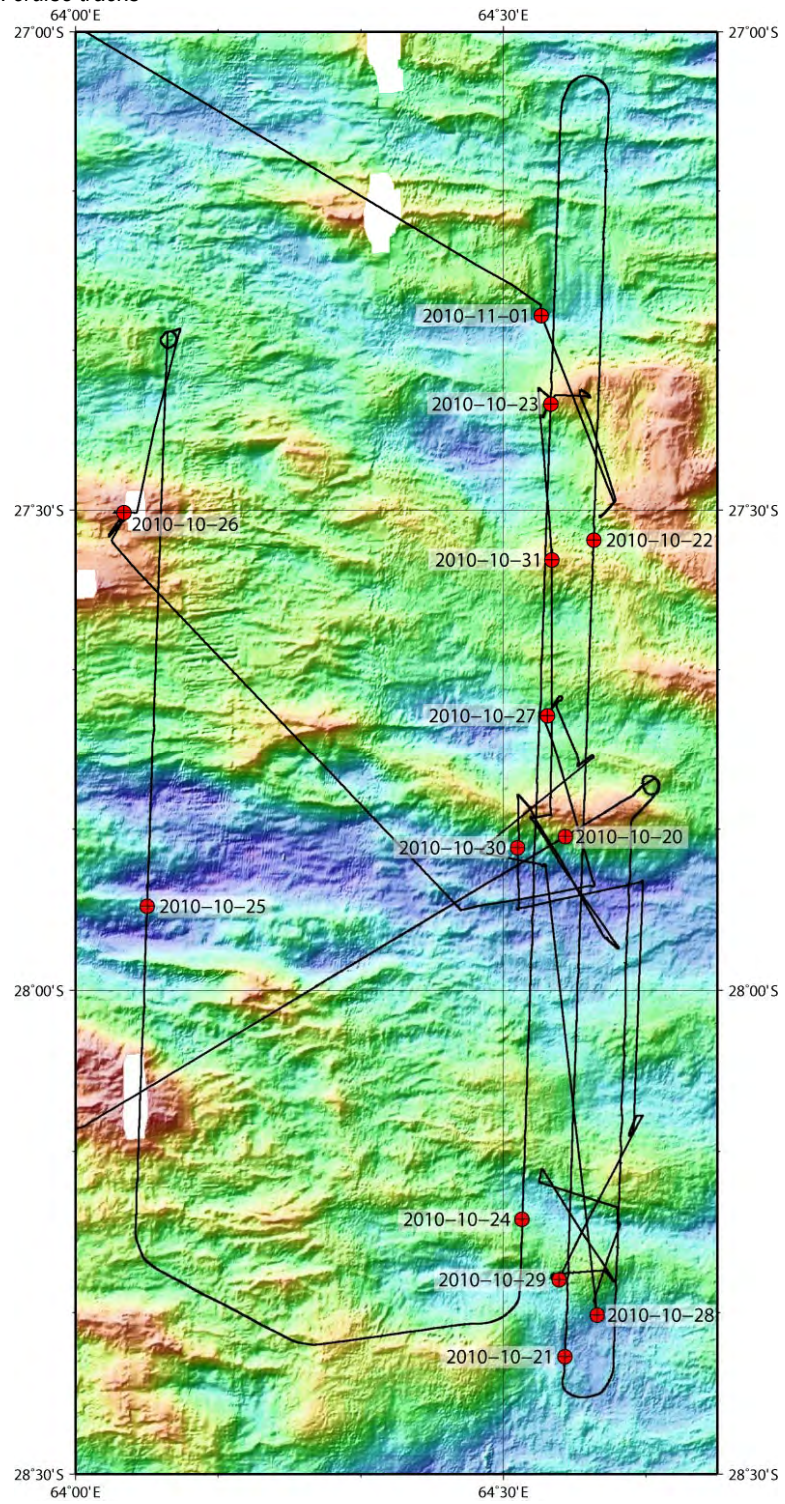 cruise tracks
64°00'E
64°30'E
27°00'S
27°00'S
2010−11−01
2010−10−23
27°30'S
27°30'S
2010−10−26
2010−10−22
2010−10−31
2010−10−27
2010−10−20
2010−10−30
2010−10−25
28°00'S
28°00'S
2010−10−24
2010−10−29
2010−10−28
2010−10−21
28°30'S
28°30'S
64°00'E
64°30'E